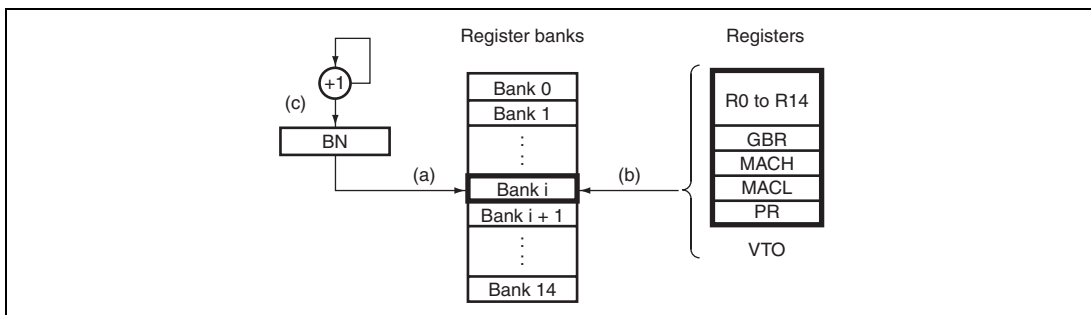 Register banks
Registers
+1
(c)
BN
(a)
Bank 0
Bank 1
:
:
Bank i
Bank i + 1
:
:
Bank 14
(b)
R0 to R14
GBR
MACH
MACL
PR
VTO